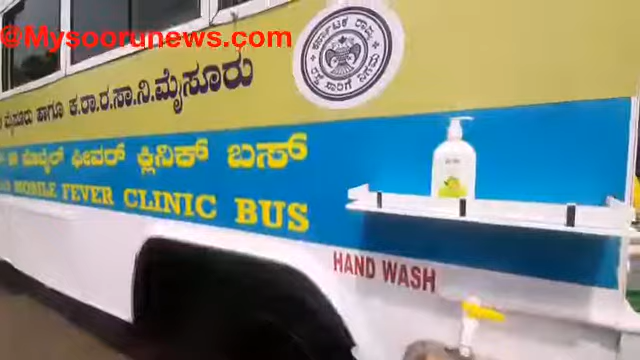 @Mysoorunews.com
ಮೈಸೂರು ಹಾಗೂ ಕ.ರಾ.ರ.ಸಾ.ನಿ.ಮೈಸೂರು
ಮೊಬೈಲ್ ಫೀವರ್ ಕ್ಲಿನಿಕ್ ಬಸ್
MOBILE FEVER CLINIC BUS
HAND WASH